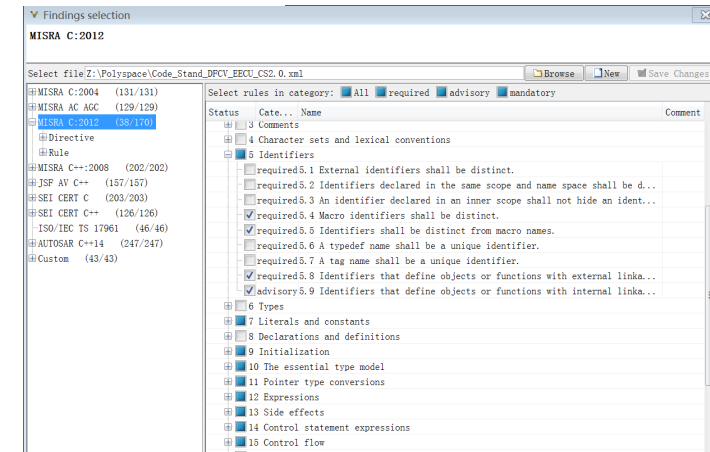 Findings selection
MISRA C:2012
Select file Z:\Polyspace\Code_Stand_DFCV_EECU_CS2.0.xml Browse New Save Changes
MISRA C:2004 (131/131)
MISRA AC AGC (129/129)
MISRA C:2012 (38/170)
Directive
Rule
MISRA C++:2008 (202/202)
JSF AV C++ (157/157)
SEI CERT C (203/203)
SEI CERT C++ (126/126)
ISO/IEC TS 17961 (46/46)
AUTOSAR C++14 (247/247)
Custom (43/43)
Select rules in category: All required advisory mandatory
Status Cate... Name Comment
3 Comments
4 Character sets and lexical conventions
5 Identifiers
required 5.1 External identifiers shall be distinct.
required 5.2 Identifiers declared in the same scope and name space shall be d...
required 5.3 An identifier declared in an inner scope shall not hide an ident...
required 5.4 Macro identifiers shall be distinct.
required 5.5 Identifiers shall be distinct from macro names.
required 5.6 A typedef name shall be a unique identifier.
required 5.7 A tag name shall be a unique identifier.
required 5.8 Identifiers that define objects or functions with external linka...
advisory 5.9 Identifiers that define objects or functions with internal linka...
6 Types
7 Literals and constants
8 Declarations and definitions
9 Initialization
10 The essential type model
11 Pointer type conversions
12 Expressions
13 Side effects
14 Control statement expressions
15 Control flow